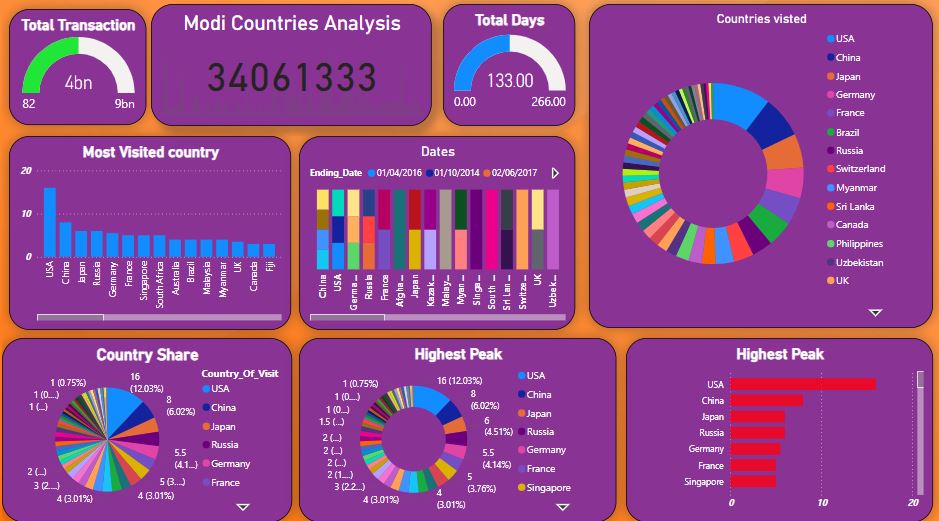 Total Transaction
4bn
82
9bn
Modi Countries Analysis
34061333
Total Days
133.00
0.00
266.00
Countries visted
USA
China
Japan
Germany
France
Brazil
Russia
Switzerland
Myanmar
Sri Lanka
Canada
Philippines
Uzbekistan
UK
Most Visited country
20
10
0
USA
China
Japan
Russia
Germany
France
Singapore
South Africa
Australia
Brazil
Malaysia
Myanmar
UK
Canada
Fiji
Dates
Ending_Date 01/04/2016 01/10/2014 02/06/2017
China
USA
Germa...
Russia
France
Afgha...
Japan
Kazak...
Malay...
Myan...
Singa...
South ...
Sri Lan...
Switze...
UK
Uzbek...
Country Share
1 (0.75%)
1 (0....)
1 (...)
2 (...)
3 (2....)
4 (3.01%)
4 (3.01%)
5 (3....)
5.5
(4.1...)
8
(6.02%)
16
(12.03%)
Country_Of_Visit
USA
China
Japan
Russia
Germany
France
Highest Peak
1 (0.75%)
1 (0....)
1.5 (...)
2 (...)
2 (...)
2 (1....)
3 (2.2...)
4 (3.01%)
4
(3.01%)
5
(3.76%)
5.5
(4.14%)
6
(4.51%)
8
(6.02%)
16 (12.03%)
USA
China
Japan
Russia
Germany
France
Singapore
Highest Peak
USA
China
Japan
Russia
Germany
France
Singapore
0
10
20